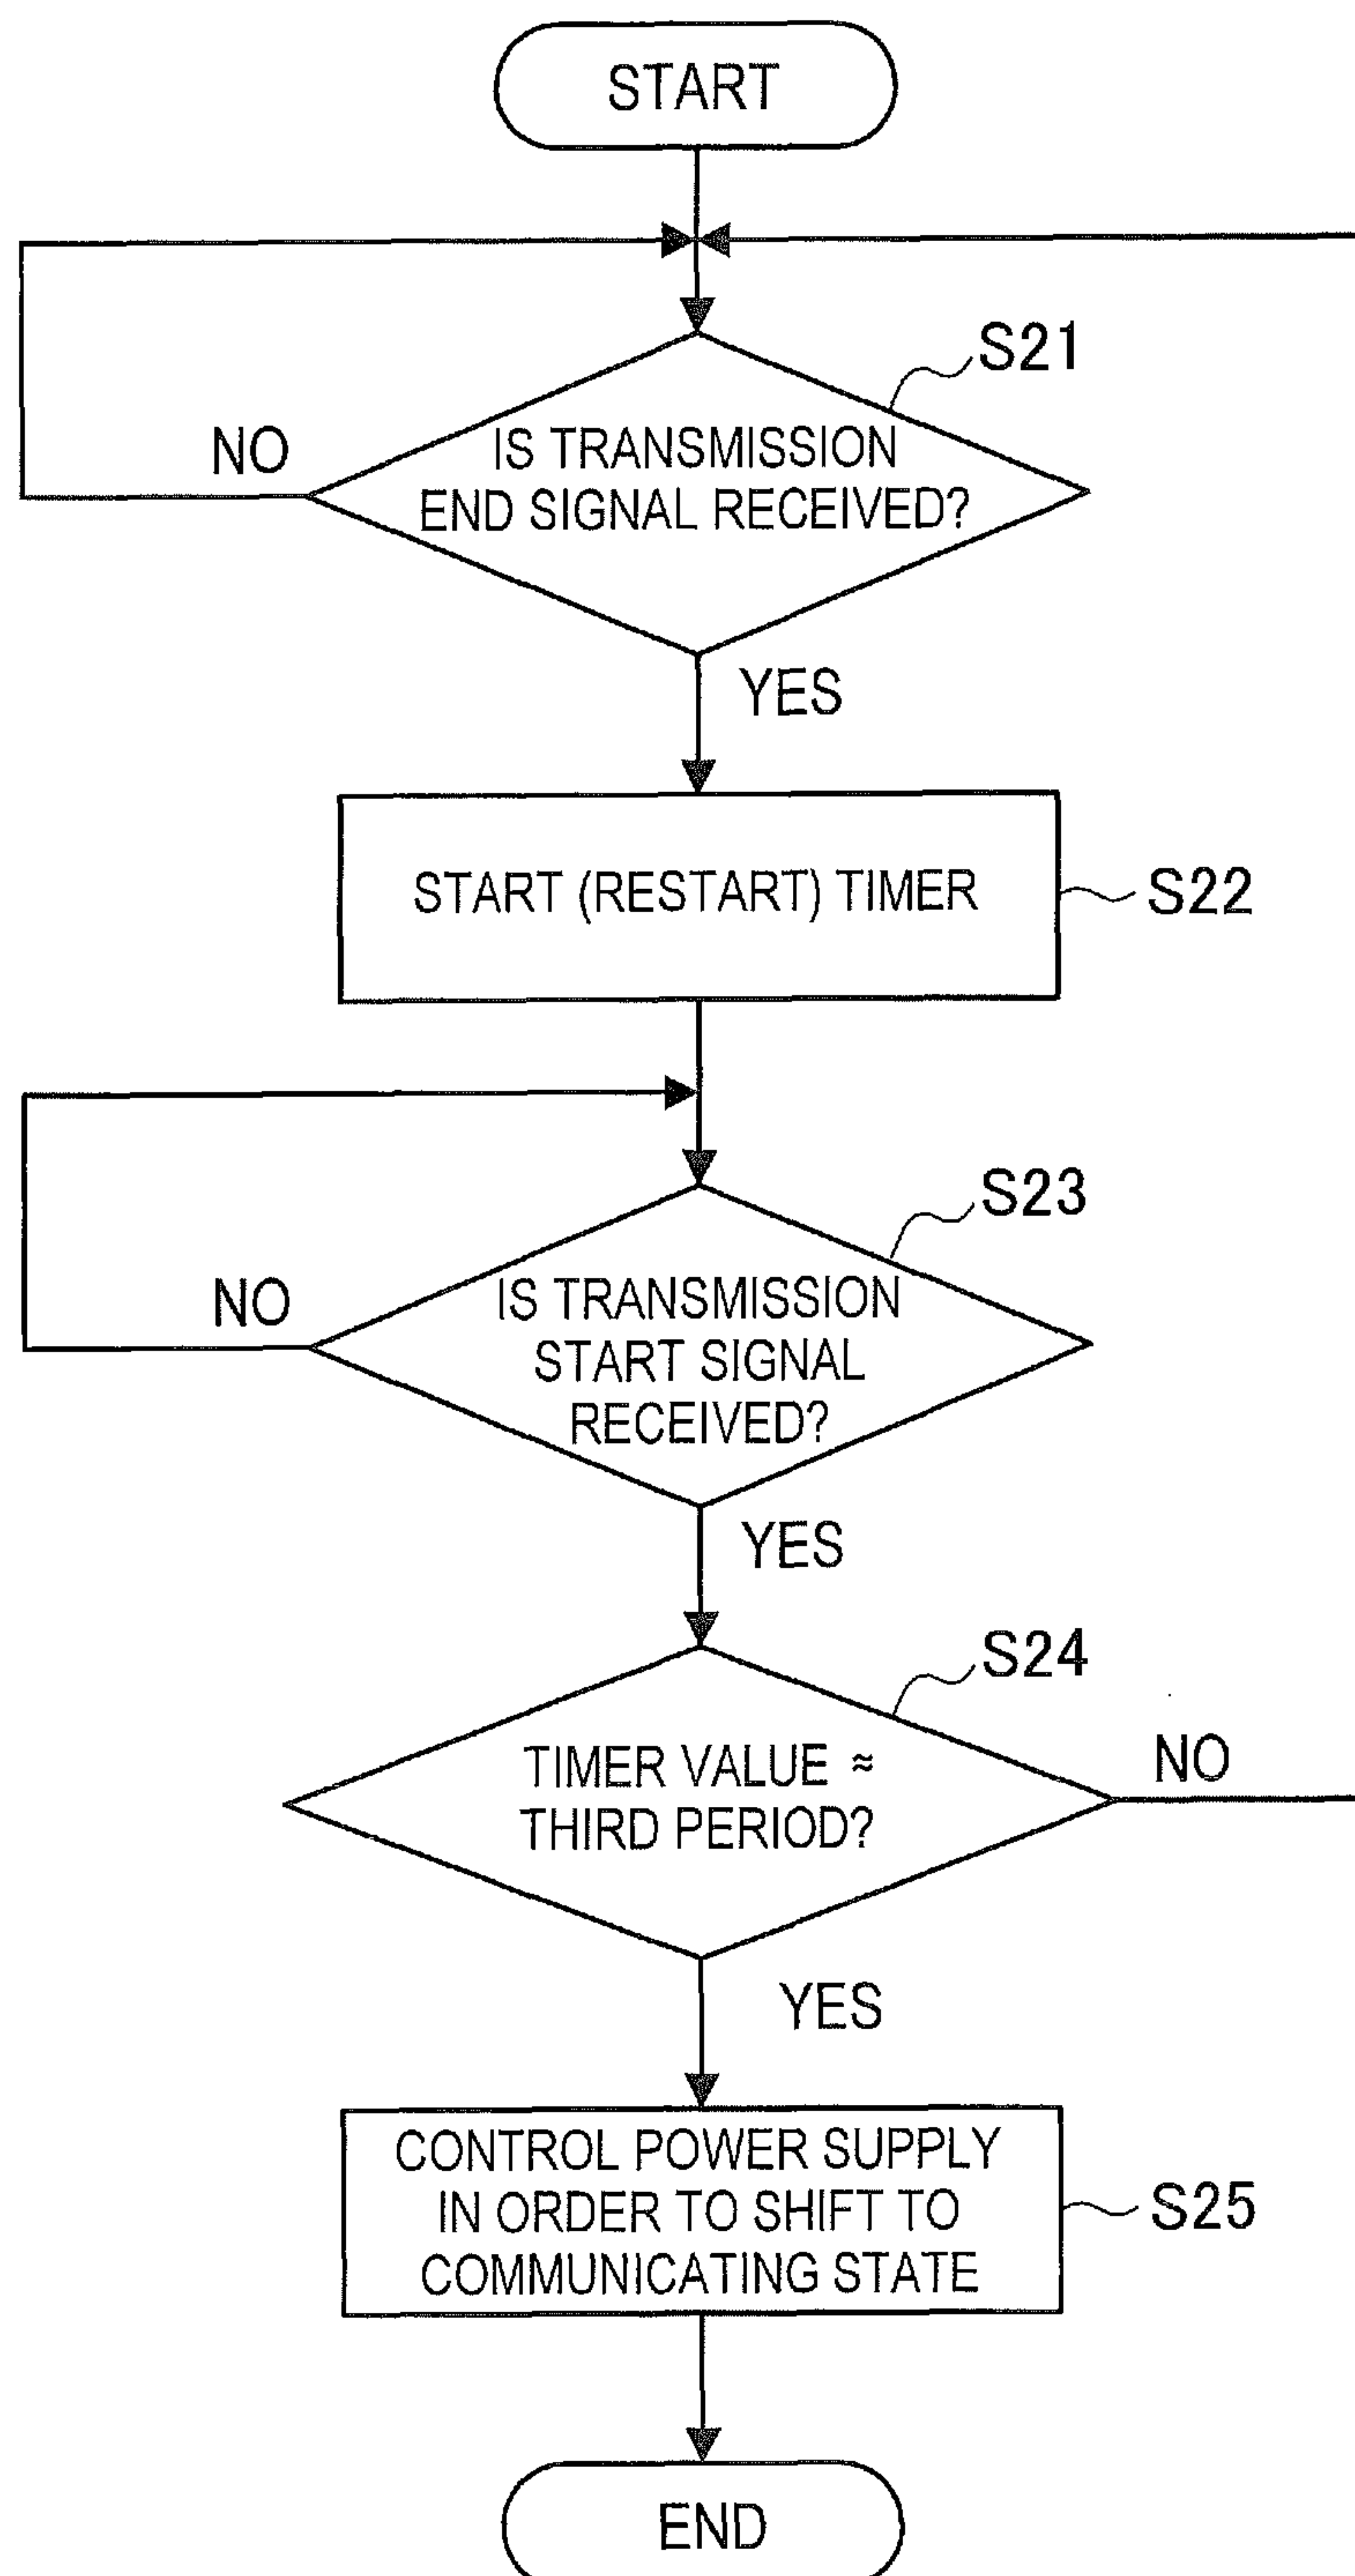 START
S21
IS TRANSMISSION
END SIGNAL RECEIVED?
NO
YES
START (RESTART) TIMER
S22
S23
IS TRANSMISSION
START SIGNAL
RECEIVED?
NO
YES
S24
TIMER VALUE ≈
THIRD PERIOD?
NO
YES
CONTROL POWER SUPPLY
IN ORDER TO SHIFT TO
COMMUNICATING STATE
S25
END